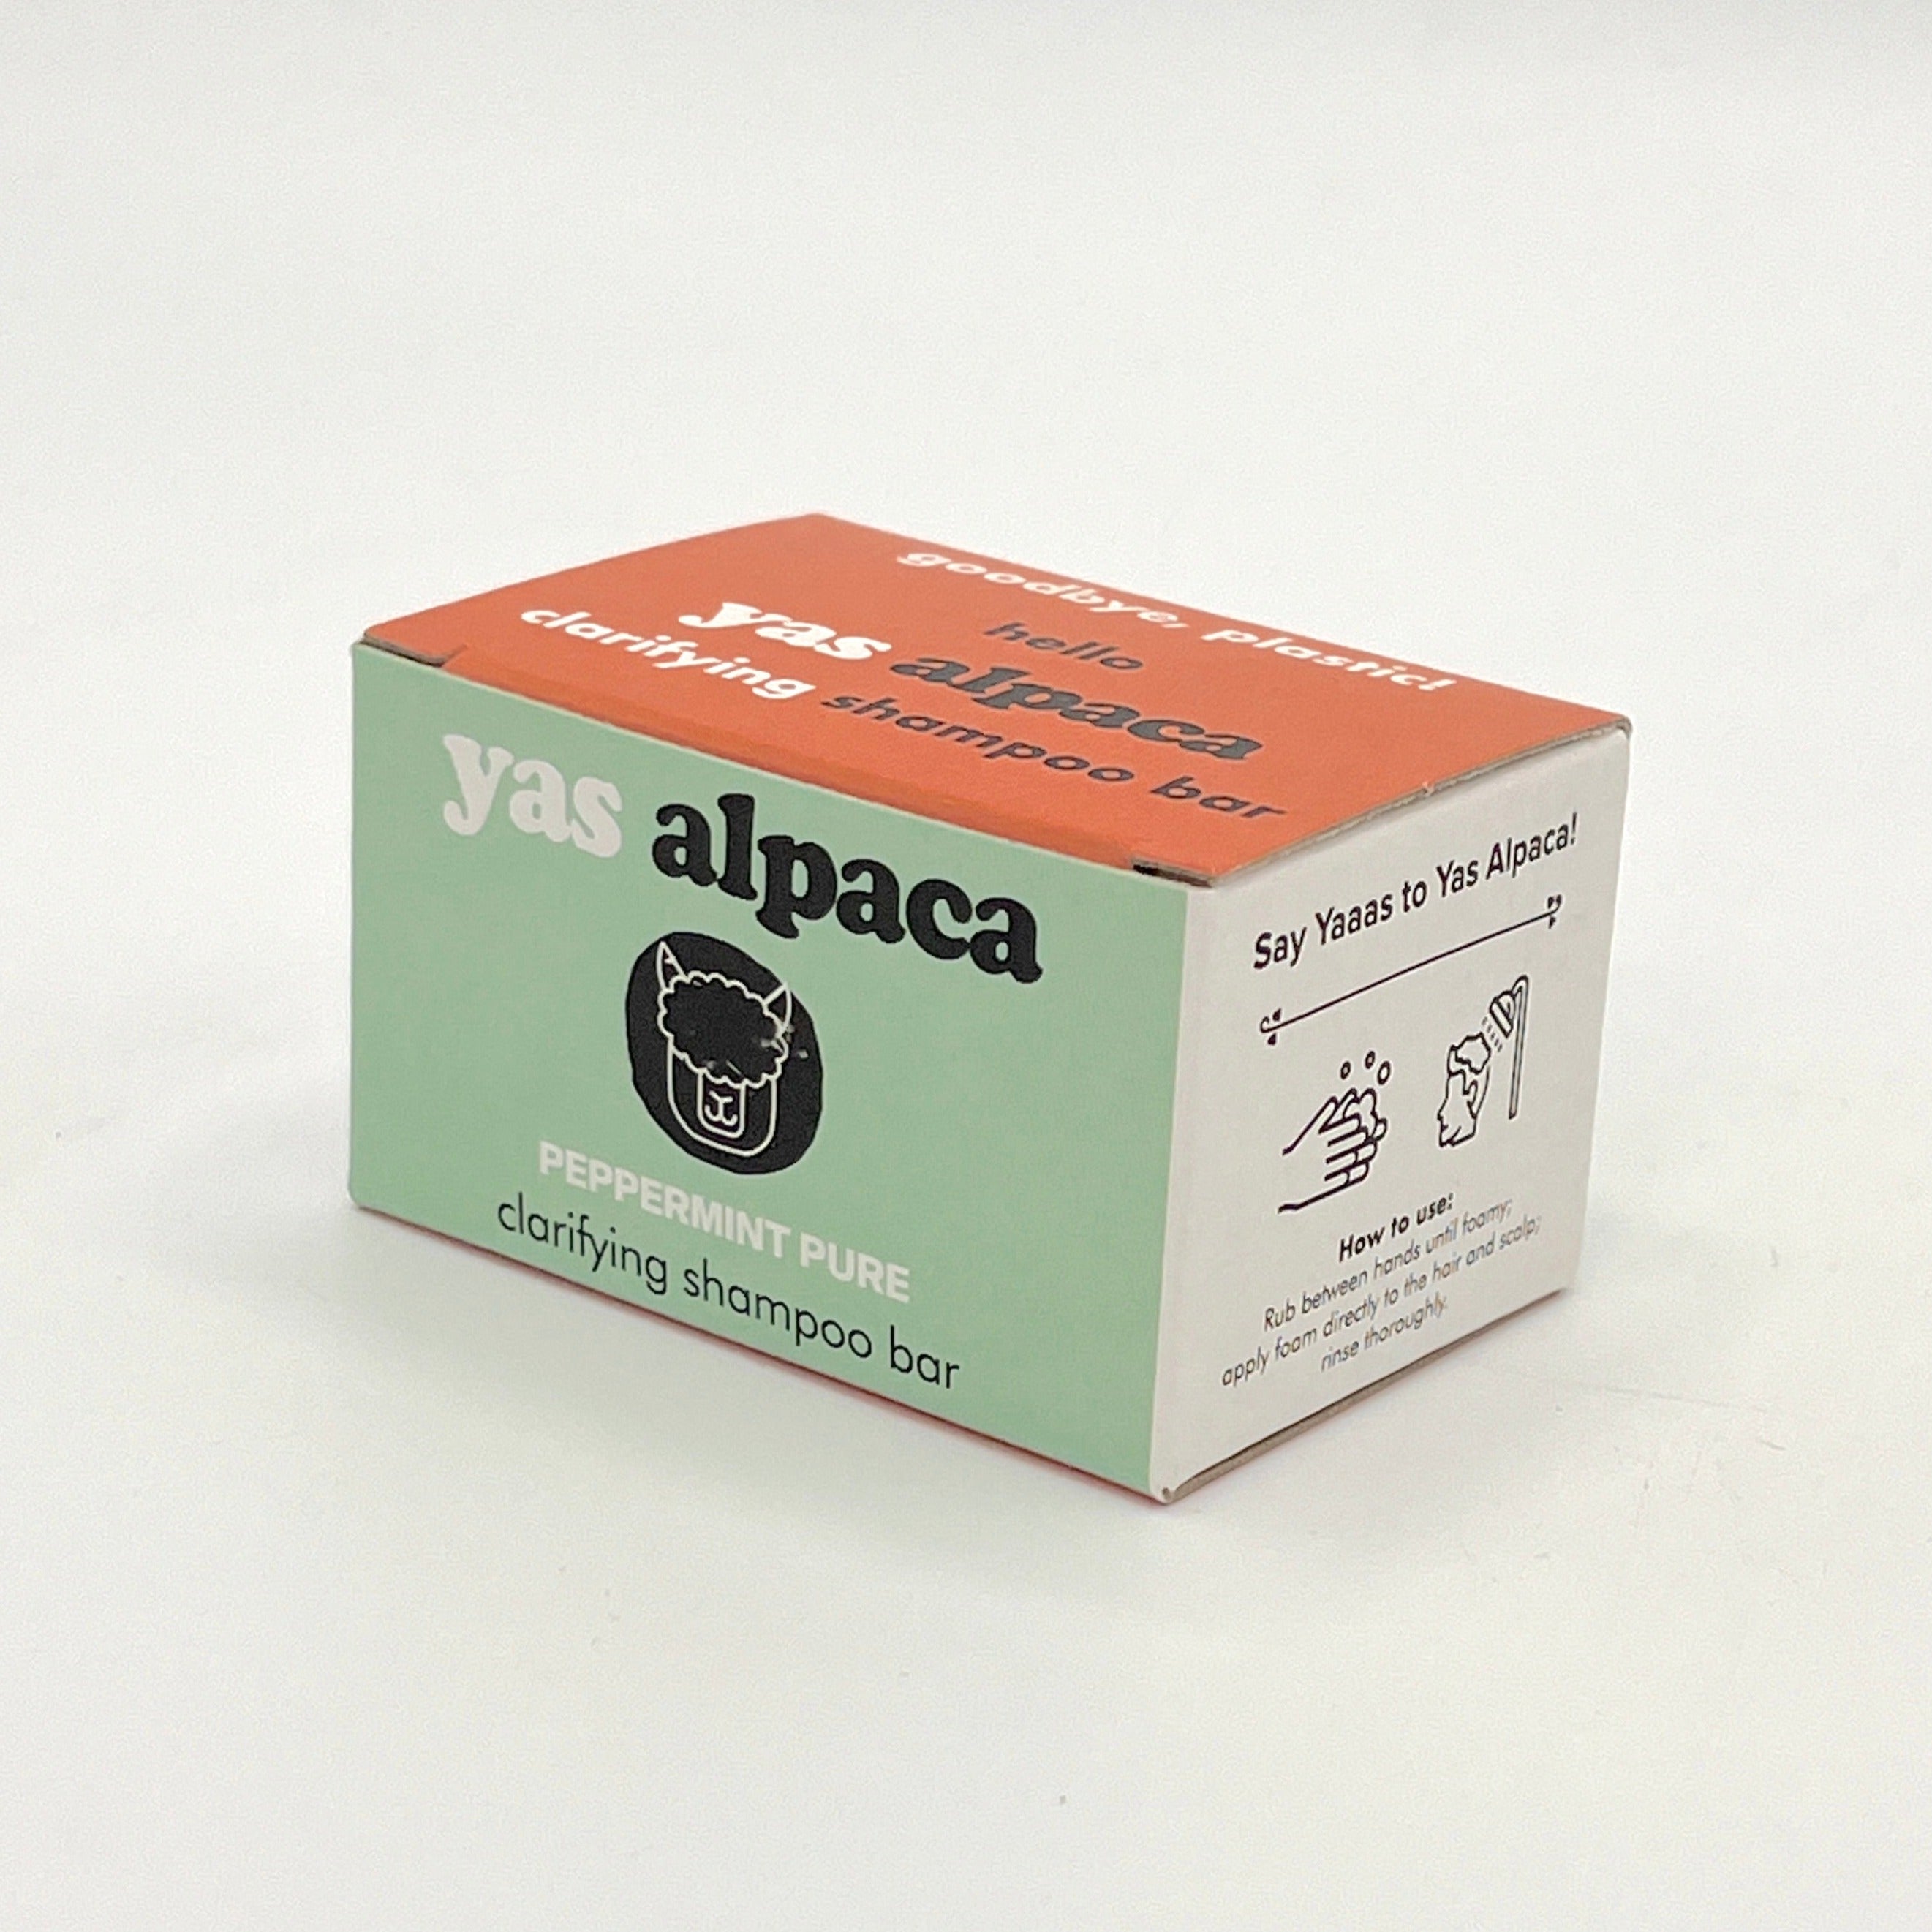 goodbye, plastic!
hello
yas alpaca
clarifying shampoo bar
yas alpaca
PEPPERMINT PURE
clarifying shampoo bar
Say Yaaas to Yas Alpaca!
How to use:
Rub between hands until foamy;
apply foam directly to the hair and scalp;
rinse thoroughly.